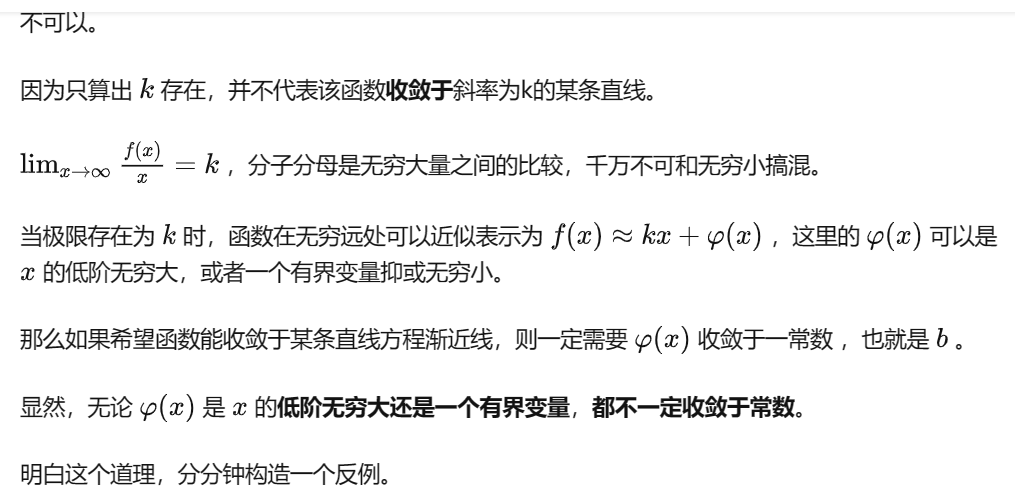 不可以。
因为只算出 k 存在，并不代表该函数收敛于斜率为k的某条直线。
lim_{x→∞} f(x)/x = k ，分子分母是无穷大量之间的比较，千万不可和无穷小搞混。
当极限存在为 k 时，函数在无穷远处可以近似表示为 f(x) ≈ kx + φ(x) ，这里的 φ(x) 可以是
x 的低阶无穷大，或者一个有界变量抑或无穷小。
那么如果希望函数能收敛于某条直线方程渐近线，则一定需要 φ(x) 收敛于一常数 ，也就是 b 。
显然，无论 φ(x) 是 x 的低阶无穷大还是一个有界变量，都不一定收敛于常数。
明白这个道理，分分钟构造一个反例。